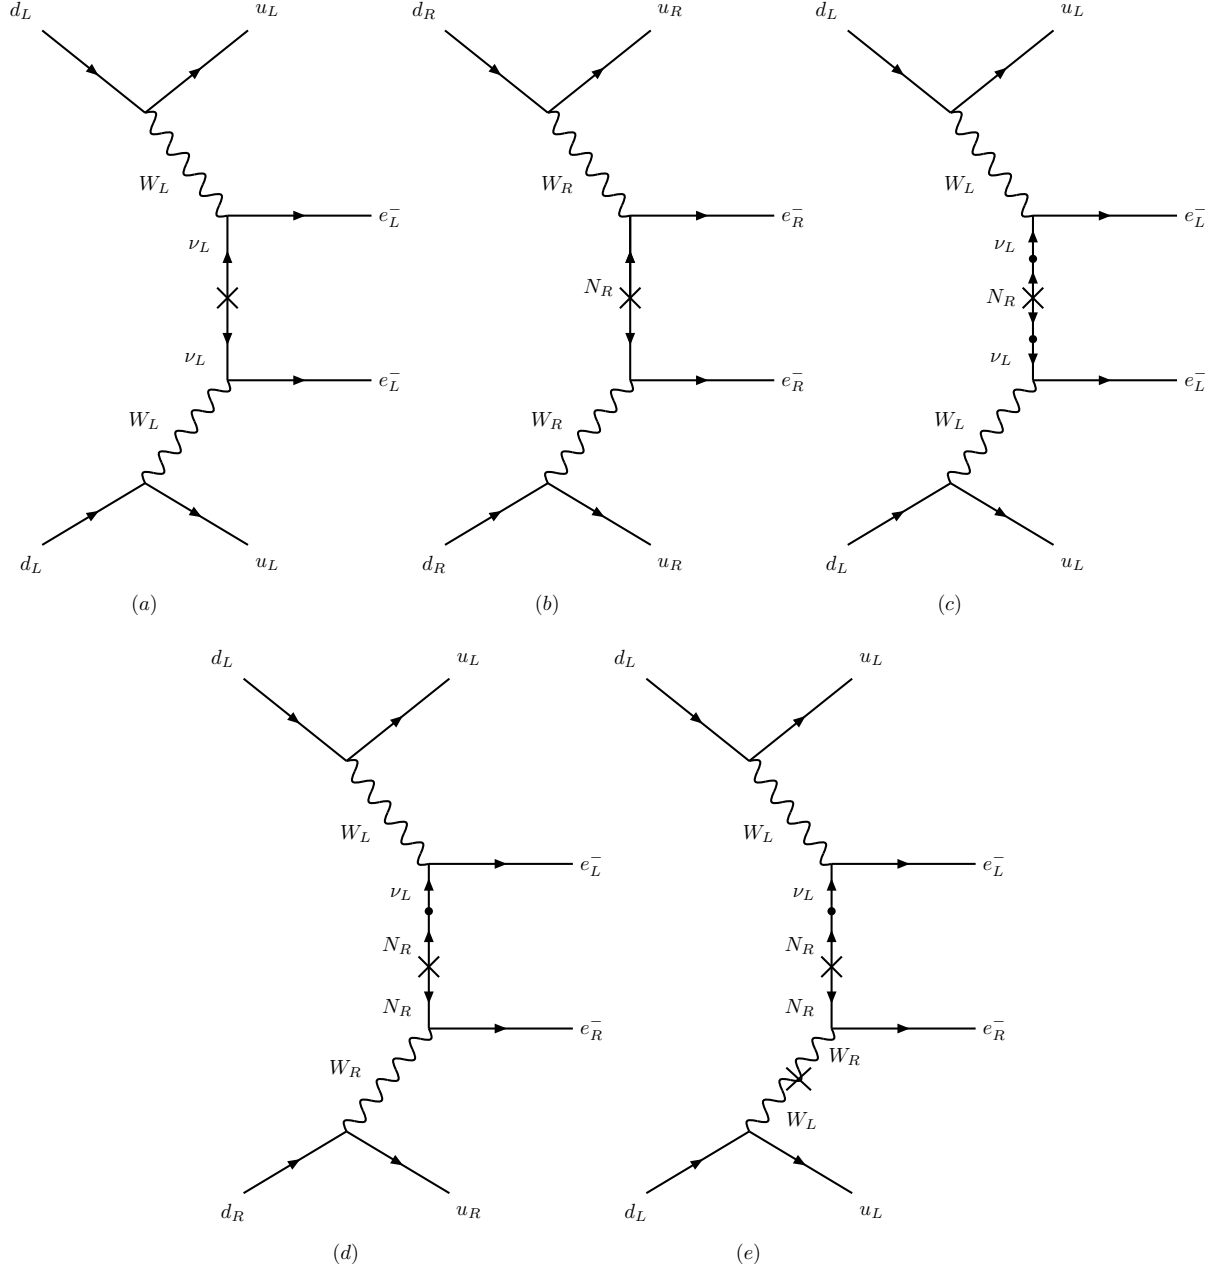 d_L u_L d_R u_R d_L u_L
W_L W_R W_L
e_L^- e_R^- e_L^-
ν_L ν_L
N_R N_R
ν_L ν_L
e_L^- e_R^- e_L^-
W_L W_R W_L
d_L u_L d_R u_R d_L u_L
(a) (b) (c)
d_L u_L d_L u_L
W_L W_L
e_L^- e_L^-
ν_L ν_L
N_R N_R
N_R N_R
e_R^- e_R^-
W_R W_R
W_L
d_R u_R d_L u_L
(d) (e)